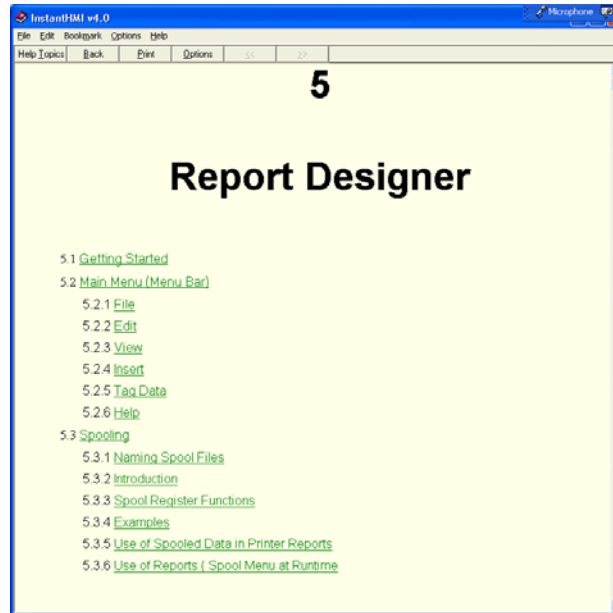 InstantHMI v4.0
Microphone
File Edit Bookmark Options Help
Help Topics Back Print Options << >>
5
Report Designer
5.1 Getting Started
5.2 Main Menu (Menu Bar)
5.2.1 File
5.2.2 Edit
5.2.3 View
5.2.4 Insert
5.2.5 Tag Data
5.2.6 Help
5.3 Spooling
5.3.1 Naming Spool Files
5.3.2 Introduction
5.3.3 Spool Register Functions
5.3.4 Examples
5.3.5 Use of Spooled Data in Printer Reports
5.3.6 Use of Reports ( Spool Menu at Runtime